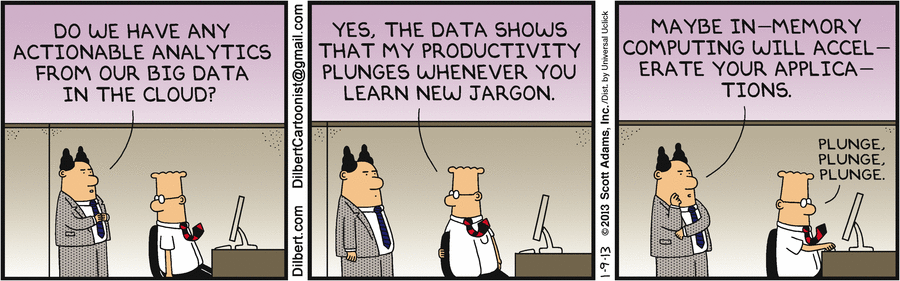 DO WE HAVE ANY
ACTIONABLE ANALYTICS
FROM OUR BIG DATA
IN THE CLOUD?
Dilbert.com DilbertCartoonist@gmail.com
YES, THE DATA SHOWS
THAT MY PRODUCTIVITY
PLUNGES WHENEVER YOU
LEARN NEW JARGON.
1-9-13 ©2013 Scott Adams, Inc. /Dist. by Universal Uclick
MAYBE IN-MEMORY
COMPUTING WILL ACCEL-
ERATE YOUR APPLICA-
TIONS.
PLUNGE,
PLUNGE,
PLUNGE.